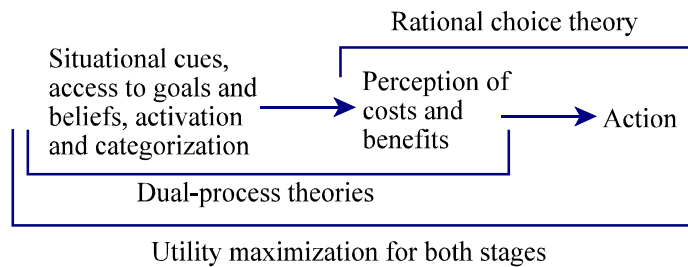 Rational choice theory
Situational cues,
access to goals and
beliefs, activation
and categorization
Perception of
costs and
benefits
Action
Dual-process theories
Utility maximization for both stages